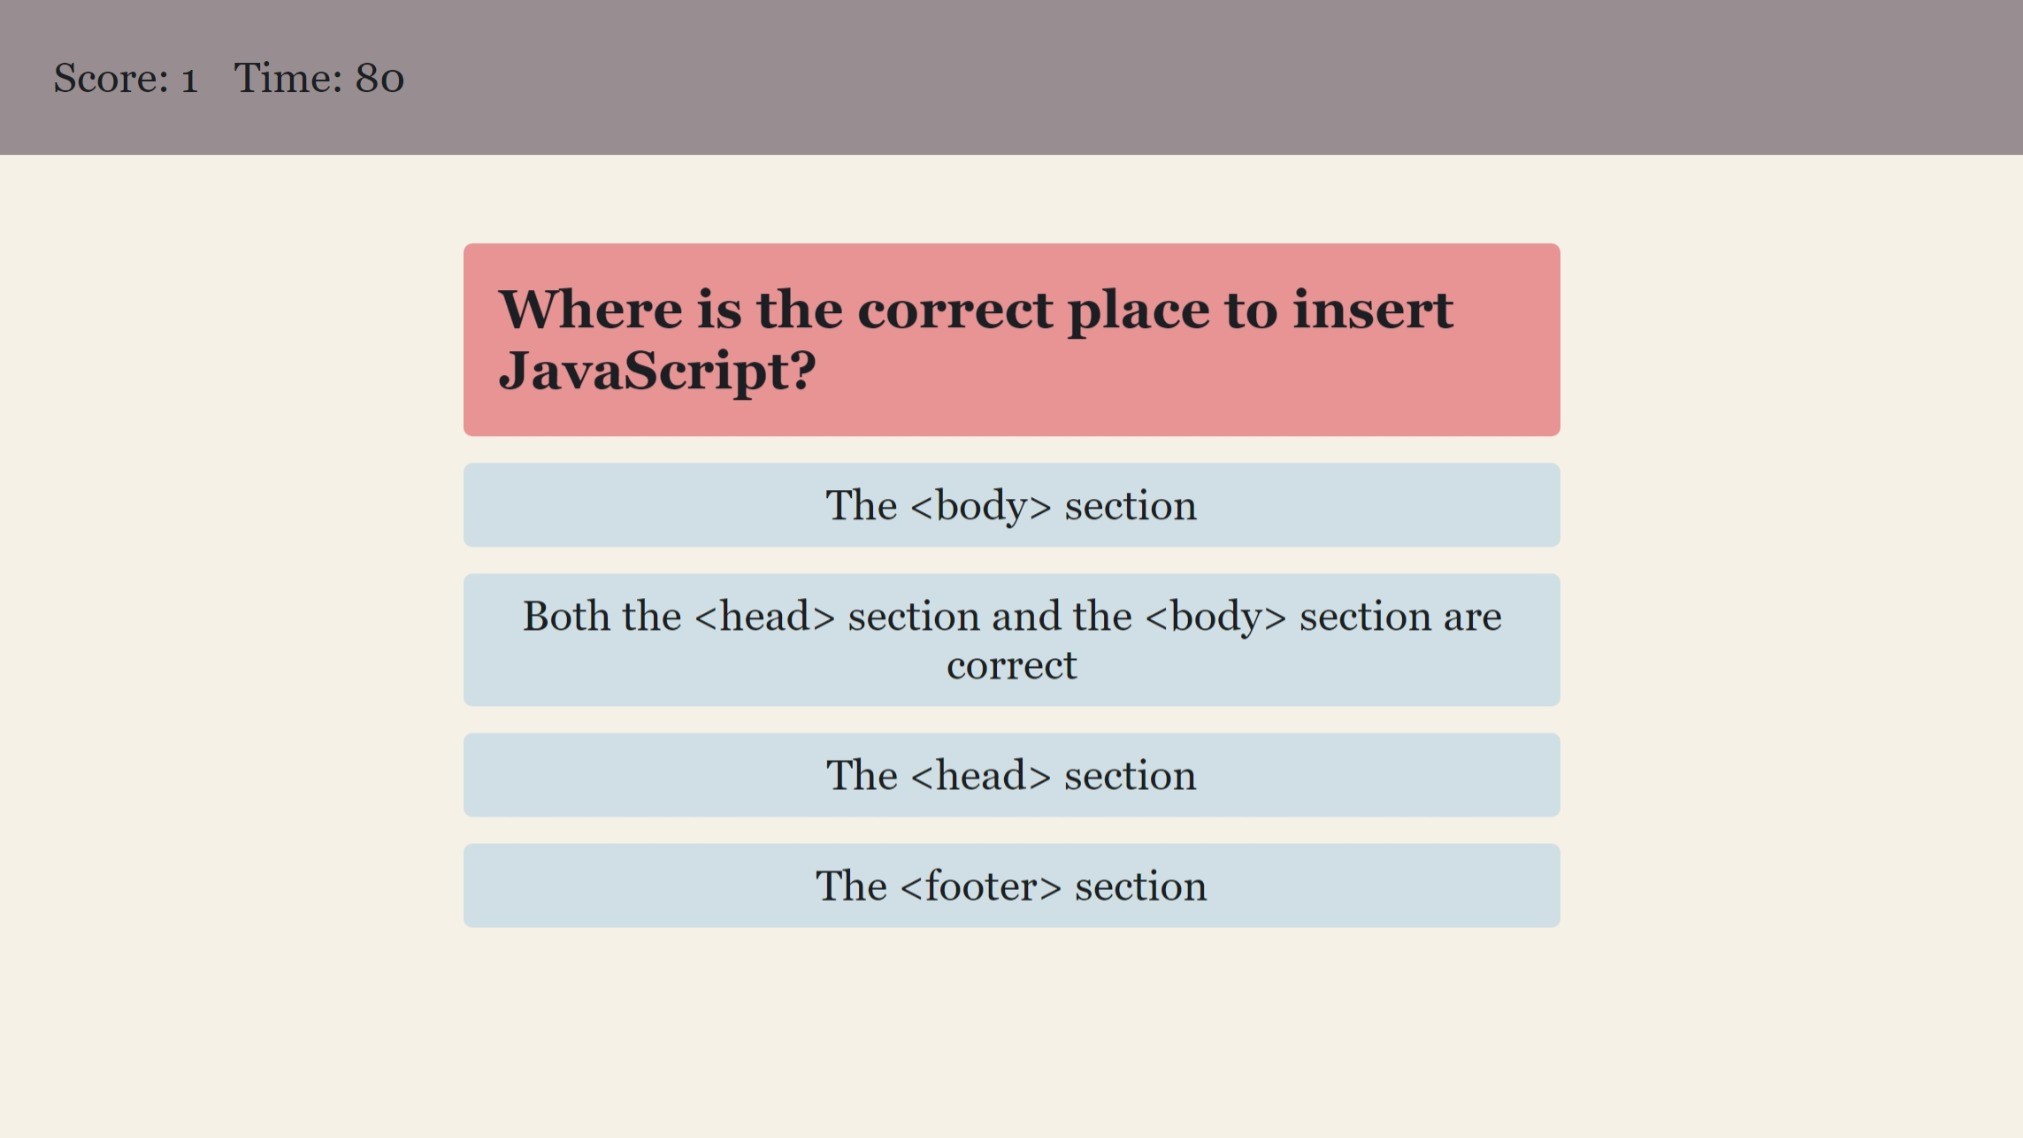 Score: 1 Time: 80
Where is the correct place to insert
JavaScript?
The <body> section
Both the <head> section and the <body> section are
correct
The <head> section
The <footer> section